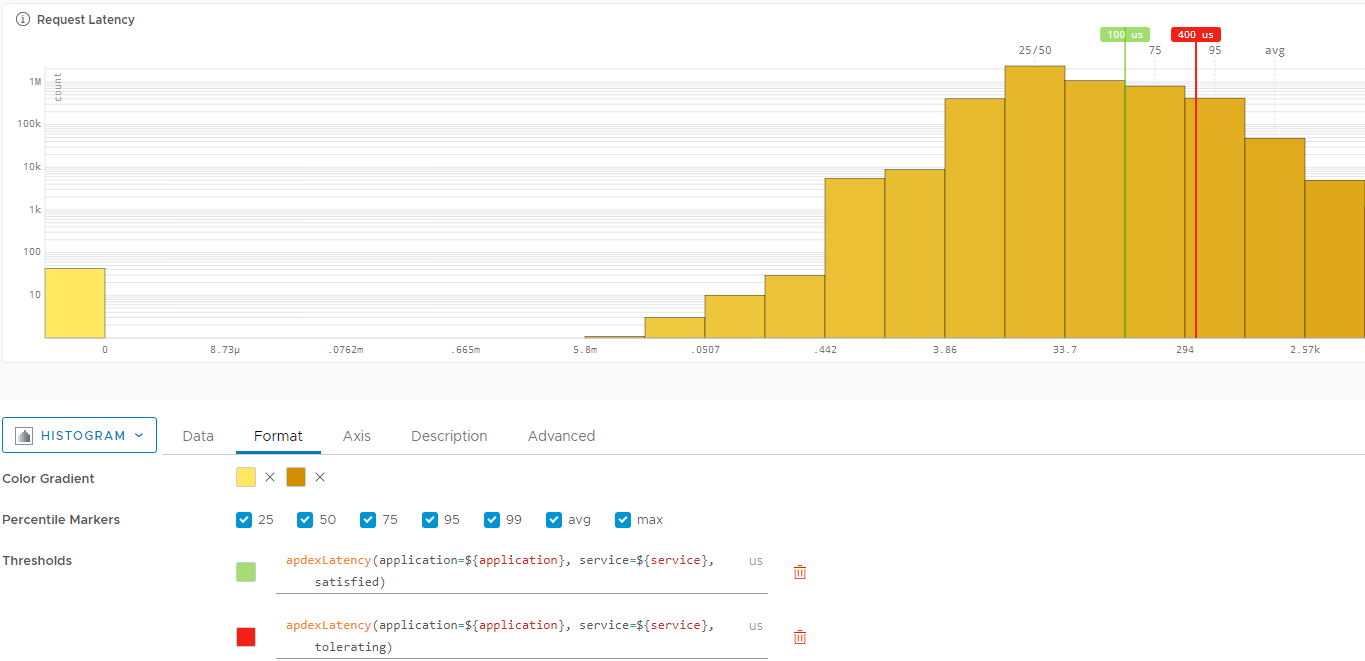 Request Latency
100 us 400 us
25/50 75 95 avg
count
1M
100k
10k
1k
100
10
0 8.73µ .0762m .665m 5.8m .0507 .442 3.86 33.7 294 2.57k
HISTOGRAM Data Format Axis Description Advanced
Color Gradient
Percentile Markers 25 50 75 95 99 avg max
Thresholds apdexLatency(application=${application}, service=${service}, us
satisfied)
apdexLatency(application=${application}, service=${service}, us
tolerating)